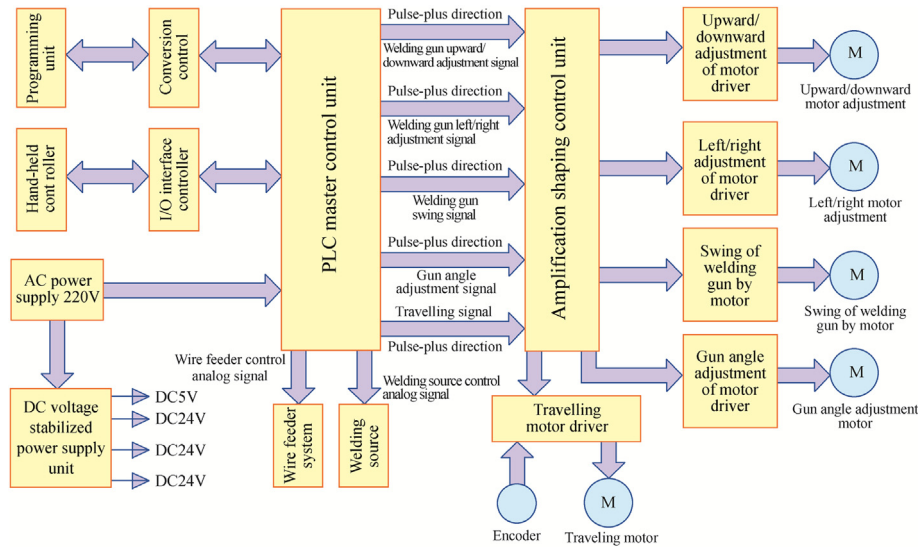 Programming
unit
Conversion
control
Hand-held
cont roller
I/O interface
controller
AC power
supply 220V
DC voltage
stabilized
power supply
unit
DC5V
DC24V
DC24V
DC24V
PLC master control unit
Wire feeder control
analog signal
Wire feeder
system
Welding
source
Welding source control
analog signal
Pulse-plus direction
Welding gun upward/
downward adjustment signal
Pulse-plus direction
Welding gun left/right
adjustment signal
Pulse-plus direction
Welding gun
swing signal
Pulse-plus direction
Gun angle
adjustment signal
Travelling signal
Pulse-plus direction
Amplification shaping control unit
Travelling
motor driver
Encoder
M
Traveling motor
Upward/
downward
adjustment
of motor
driver
M
Upward/downward
motor adjustment
Left/right
adjustment
of motor
driver
M
Left/right motor
adjustment
Swing of
welding
gun by
motor
M
Swing of welding
gun by motor
Gun angle
adjustment
of motor
driver
M
Gun angle adjustment
motor